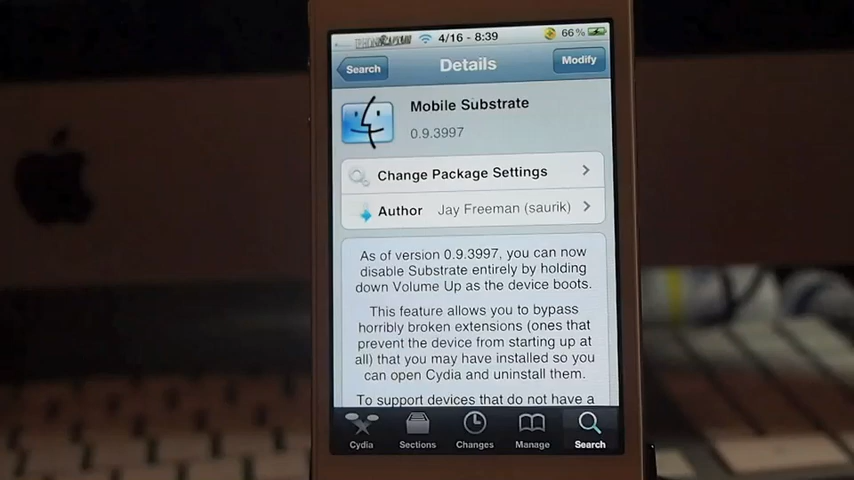 4/16 - 8:39 66%
Search Details Modify
Mobile Substrate
0.9.3997
Change Package Settings
Author Jay Freeman (saurik)
As of version 0.9.3997, you can now
disable Substrate entirely by holding
down Volume Up as the device boots.
This feature allows you to bypass
horribly broken extensions (ones that
prevent the device from starting up at
all) that you may have installed so you
can open Cydia and uninstall them.
To support devices that do not have a
Cydia Sections Changes Manage Search